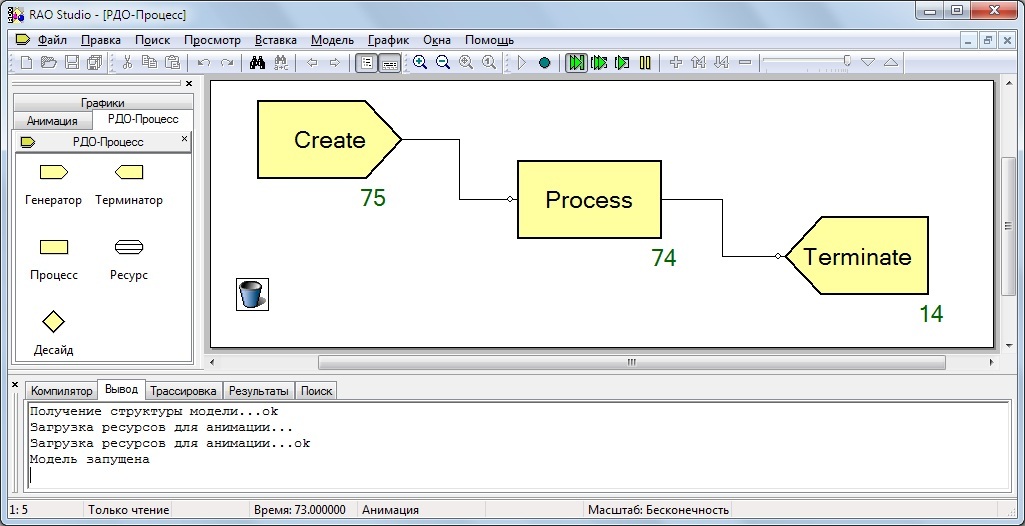 RAO Studio - [РДО-Процесс]
Файл Правка Поиск Просмотр Вставка Модель График Окна Помощь
Графики
Анимация РДО-Процесс
РДО-Процесс
Генератор Терминатор
Процесс Ресурс
Десайд
Create
75
Process
74
Terminate
14
Компилятор Вывод Трассировка Результаты Поиск
Получение структуры модели...ok
Загрузка ресурсов для анимации...
Загрузка ресурсов для анимации...ok
Модель запущена
1: 5 Только чтение Время: 73.000000 Анимация Масштаб: Бесконечность